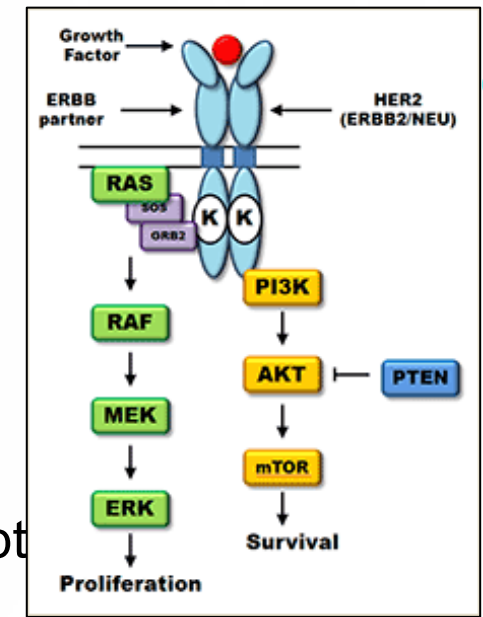 Growth
Factor
ERBB
partner
HER2
(ERBB2/NEU)
RAS
SOS
GRB2
K K
PI3K
RAF
AKT
PTEN
MEK
mTOR
ERK
ot
Survival
Proliferation